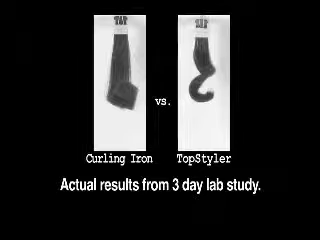 vs.
Curling Iron TopStyler
Actual results from 3 day lab study.